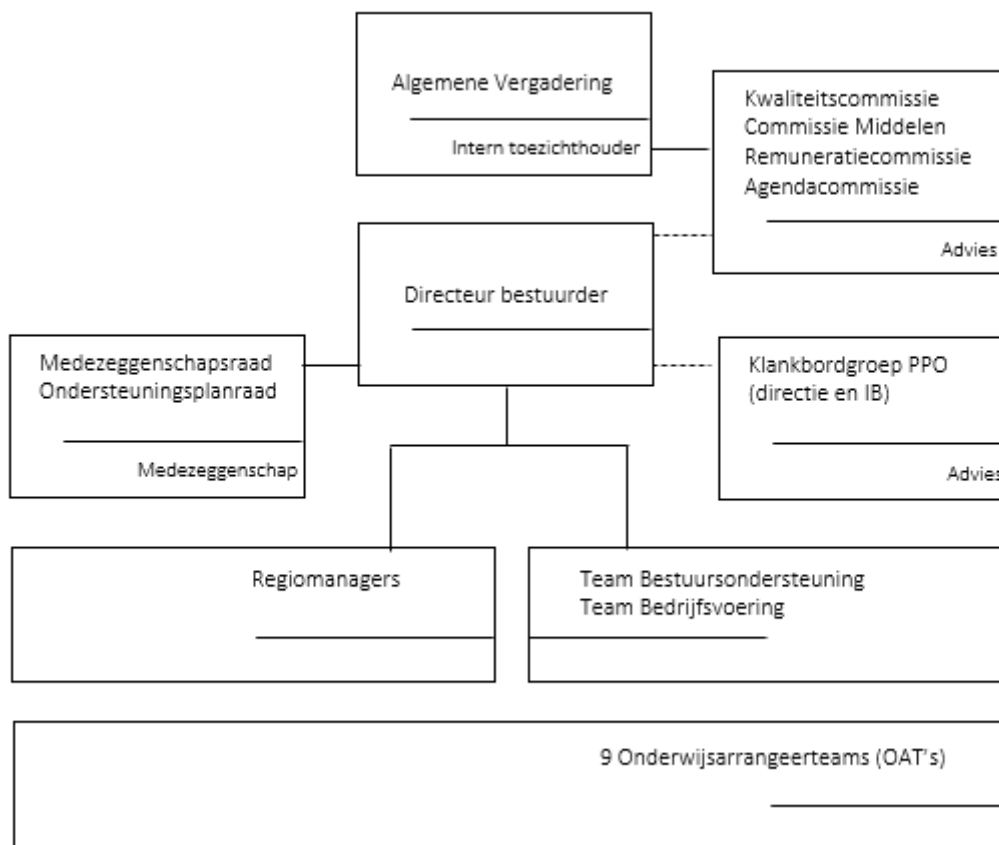 Algemene Vergadering
Intern toezichthouder
Kwaliteitscommissie
Commissie Middelen
Remuneratiecommissie
Agendacommissie
Advies
Directeur bestuurder
Medezeggenschapsraad
Ondersteuningsplanraad
Medezeggenschap
Klankbordgroep PPO
(directie en IB)
Advies
Regiomanagers
Team Bestuursondersteuning
Team Bedrijfsvoering
9 Onderwijsarrangeerteams (OAT's)